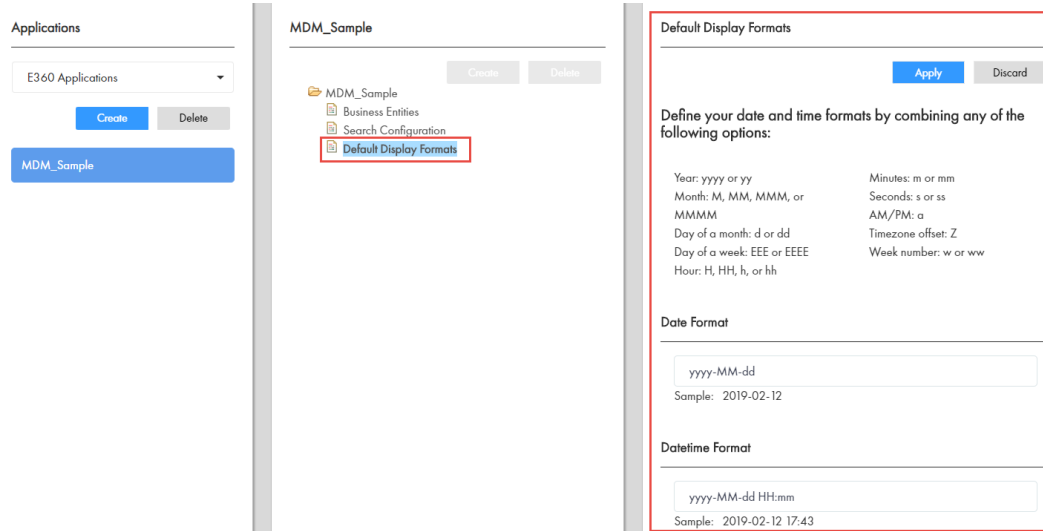 Applications
E360 Applications
Create Delete
MDM_Sample
MDM_Sample
Create Delete
MDM_Sample
Business Entities
Search Configuration
Default Display Formats
Default Display Formats
Apply Discard
Define your date and time formats by combining any of the
following options:
Year: yyyy or yy
Month: M, MM, MMM, or
MMMM
Day of a month: d or dd
Day of a week: EEE or EEEE
Hour: H, HH, h, or hh
Minutes: m or mm
Seconds: s or ss
AM/PM: a
Timezone offset: Z
Week number: w or ww
Date Format
yyyy-MM-dd
Sample: 2019-02-12
Datetime Format
yyyy-MM-dd HH:mm
Sample: 2019-02-12 17:43